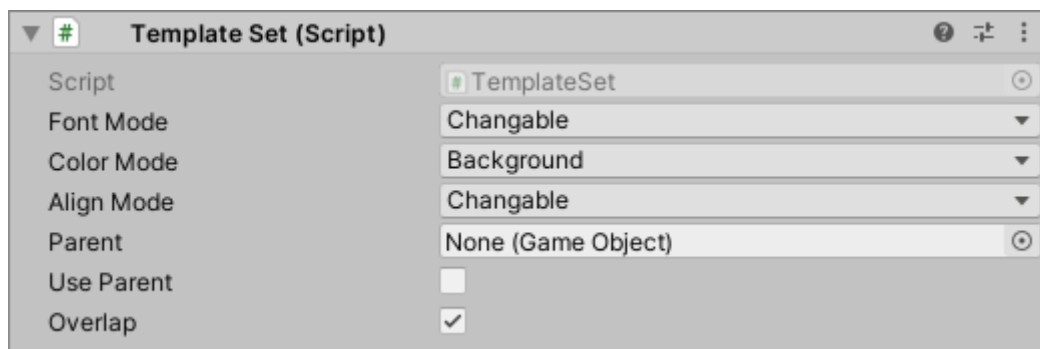 Template Set (Script)
Script TemplateSet
Font Mode Changable
Color Mode Background
Align Mode Changable
Parent None (Game Object)
Use Parent
Overlap